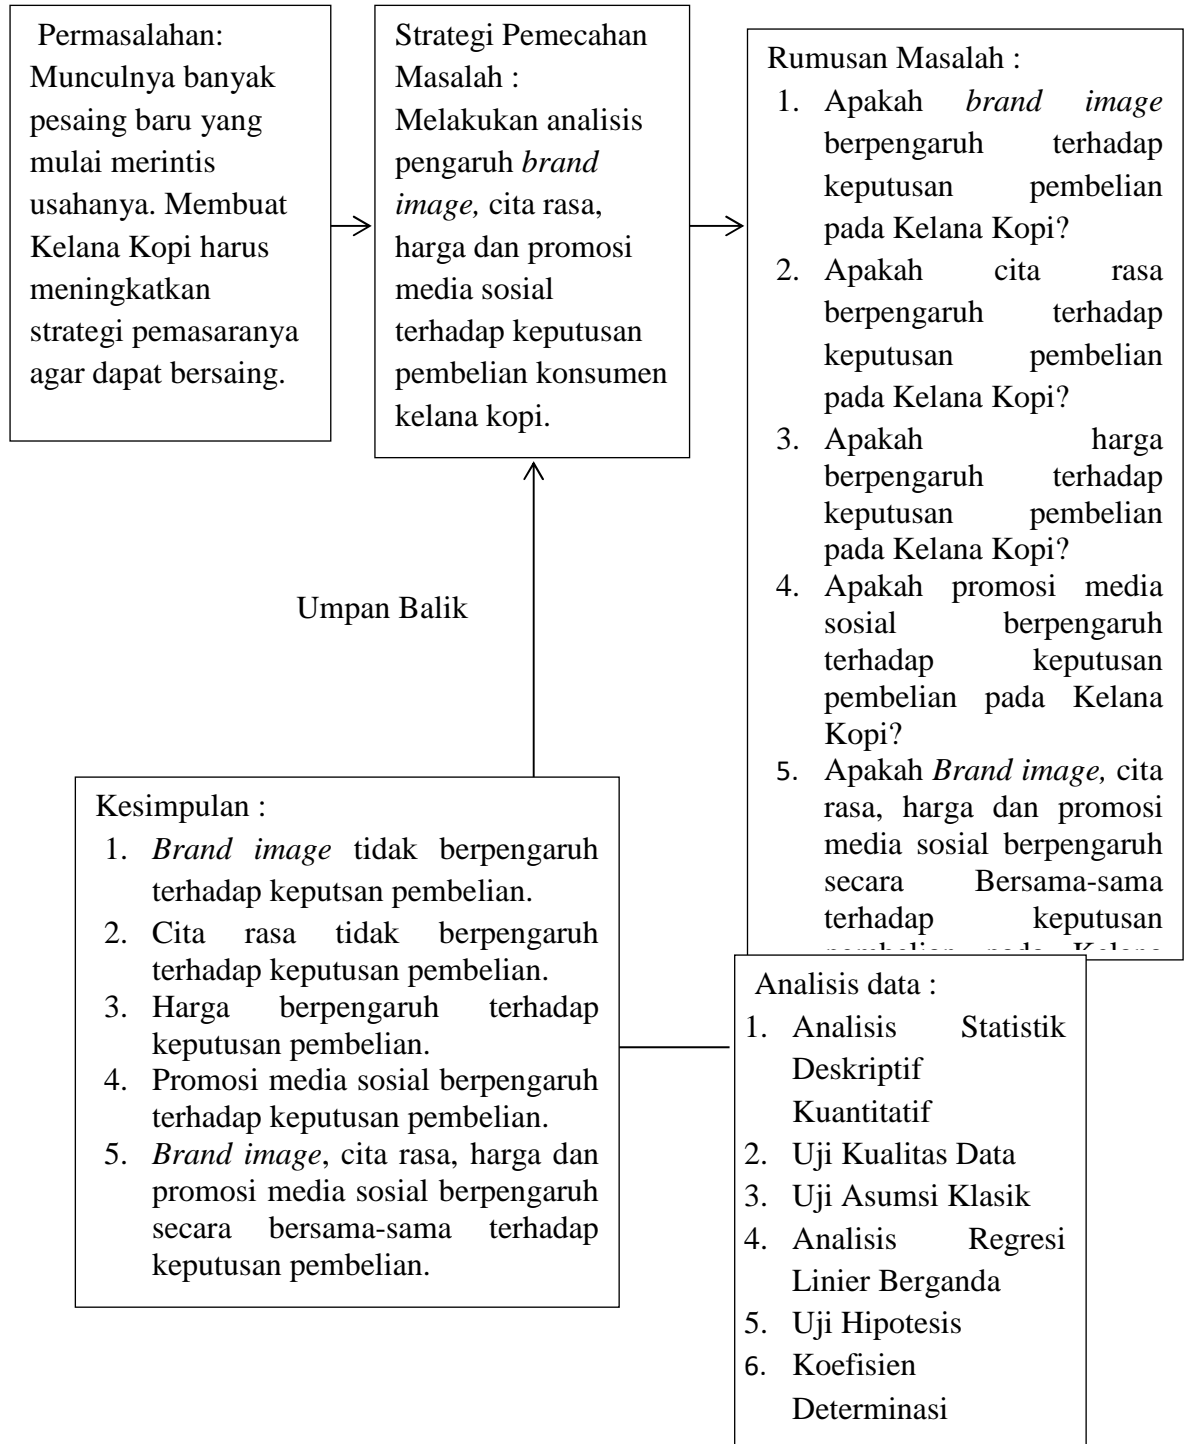 Permasalahan:
Munculnya banyak
pesaing baru yang
mulai merintis
usahanya. Membuat
Kelana Kopi harus
meningkatkan
strategi pemasaranya
agar dapat bersaing.
Strategi Pemecahan
Masalah :
Melakukan analisis
pengaruh brand
image, cita rasa,
harga dan promosi
media sosial
terhadap keputusan
pembelian konsumen
kelana kopi.
Rumusan Masalah :
1. Apakah brand image
berpengaruh terhadap
keputusan pembelian
pada Kelana Kopi?
2. Apakah cita rasa
berpengaruh terhadap
keputusan pembelian
pada Kelana Kopi?
3. Apakah harga
berpengaruh terhadap
keputusan pembelian
pada Kelana Kopi?
4. Apakah promosi media
sosial berpengaruh
terhadap keputusan
pembelian pada Kelana
Kopi?
5. Apakah Brand image, cita
rasa, harga dan promosi
media sosial berpengaruh
secara Bersama-sama
terhadap keputusan
pembelian pada Kelana
Umpan Balik
Kesimpulan :
1. Brand image tidak berpengaruh
terhadap keputsan pembelian.
2. Cita rasa tidak berpengaruh
terhadap keputusan pembelian.
3. Harga berpengaruh terhadap
keputusan pembelian.
4. Promosi media sosial berpengaruh
terhadap keputusan pembelian.
5. Brand image, cita rasa, harga dan
promosi media sosial berpengaruh
secara bersama-sama terhadap
keputusan pembelian.
Analisis data :
1. Analisis Statistik
Deskriptif
Kuantitatif
2. Uji Kualitas Data
3. Uji Asumsi Klasik
4. Analisis Regresi
Linier Berganda
5. Uji Hipotesis
6. Koefisien
Determinasi